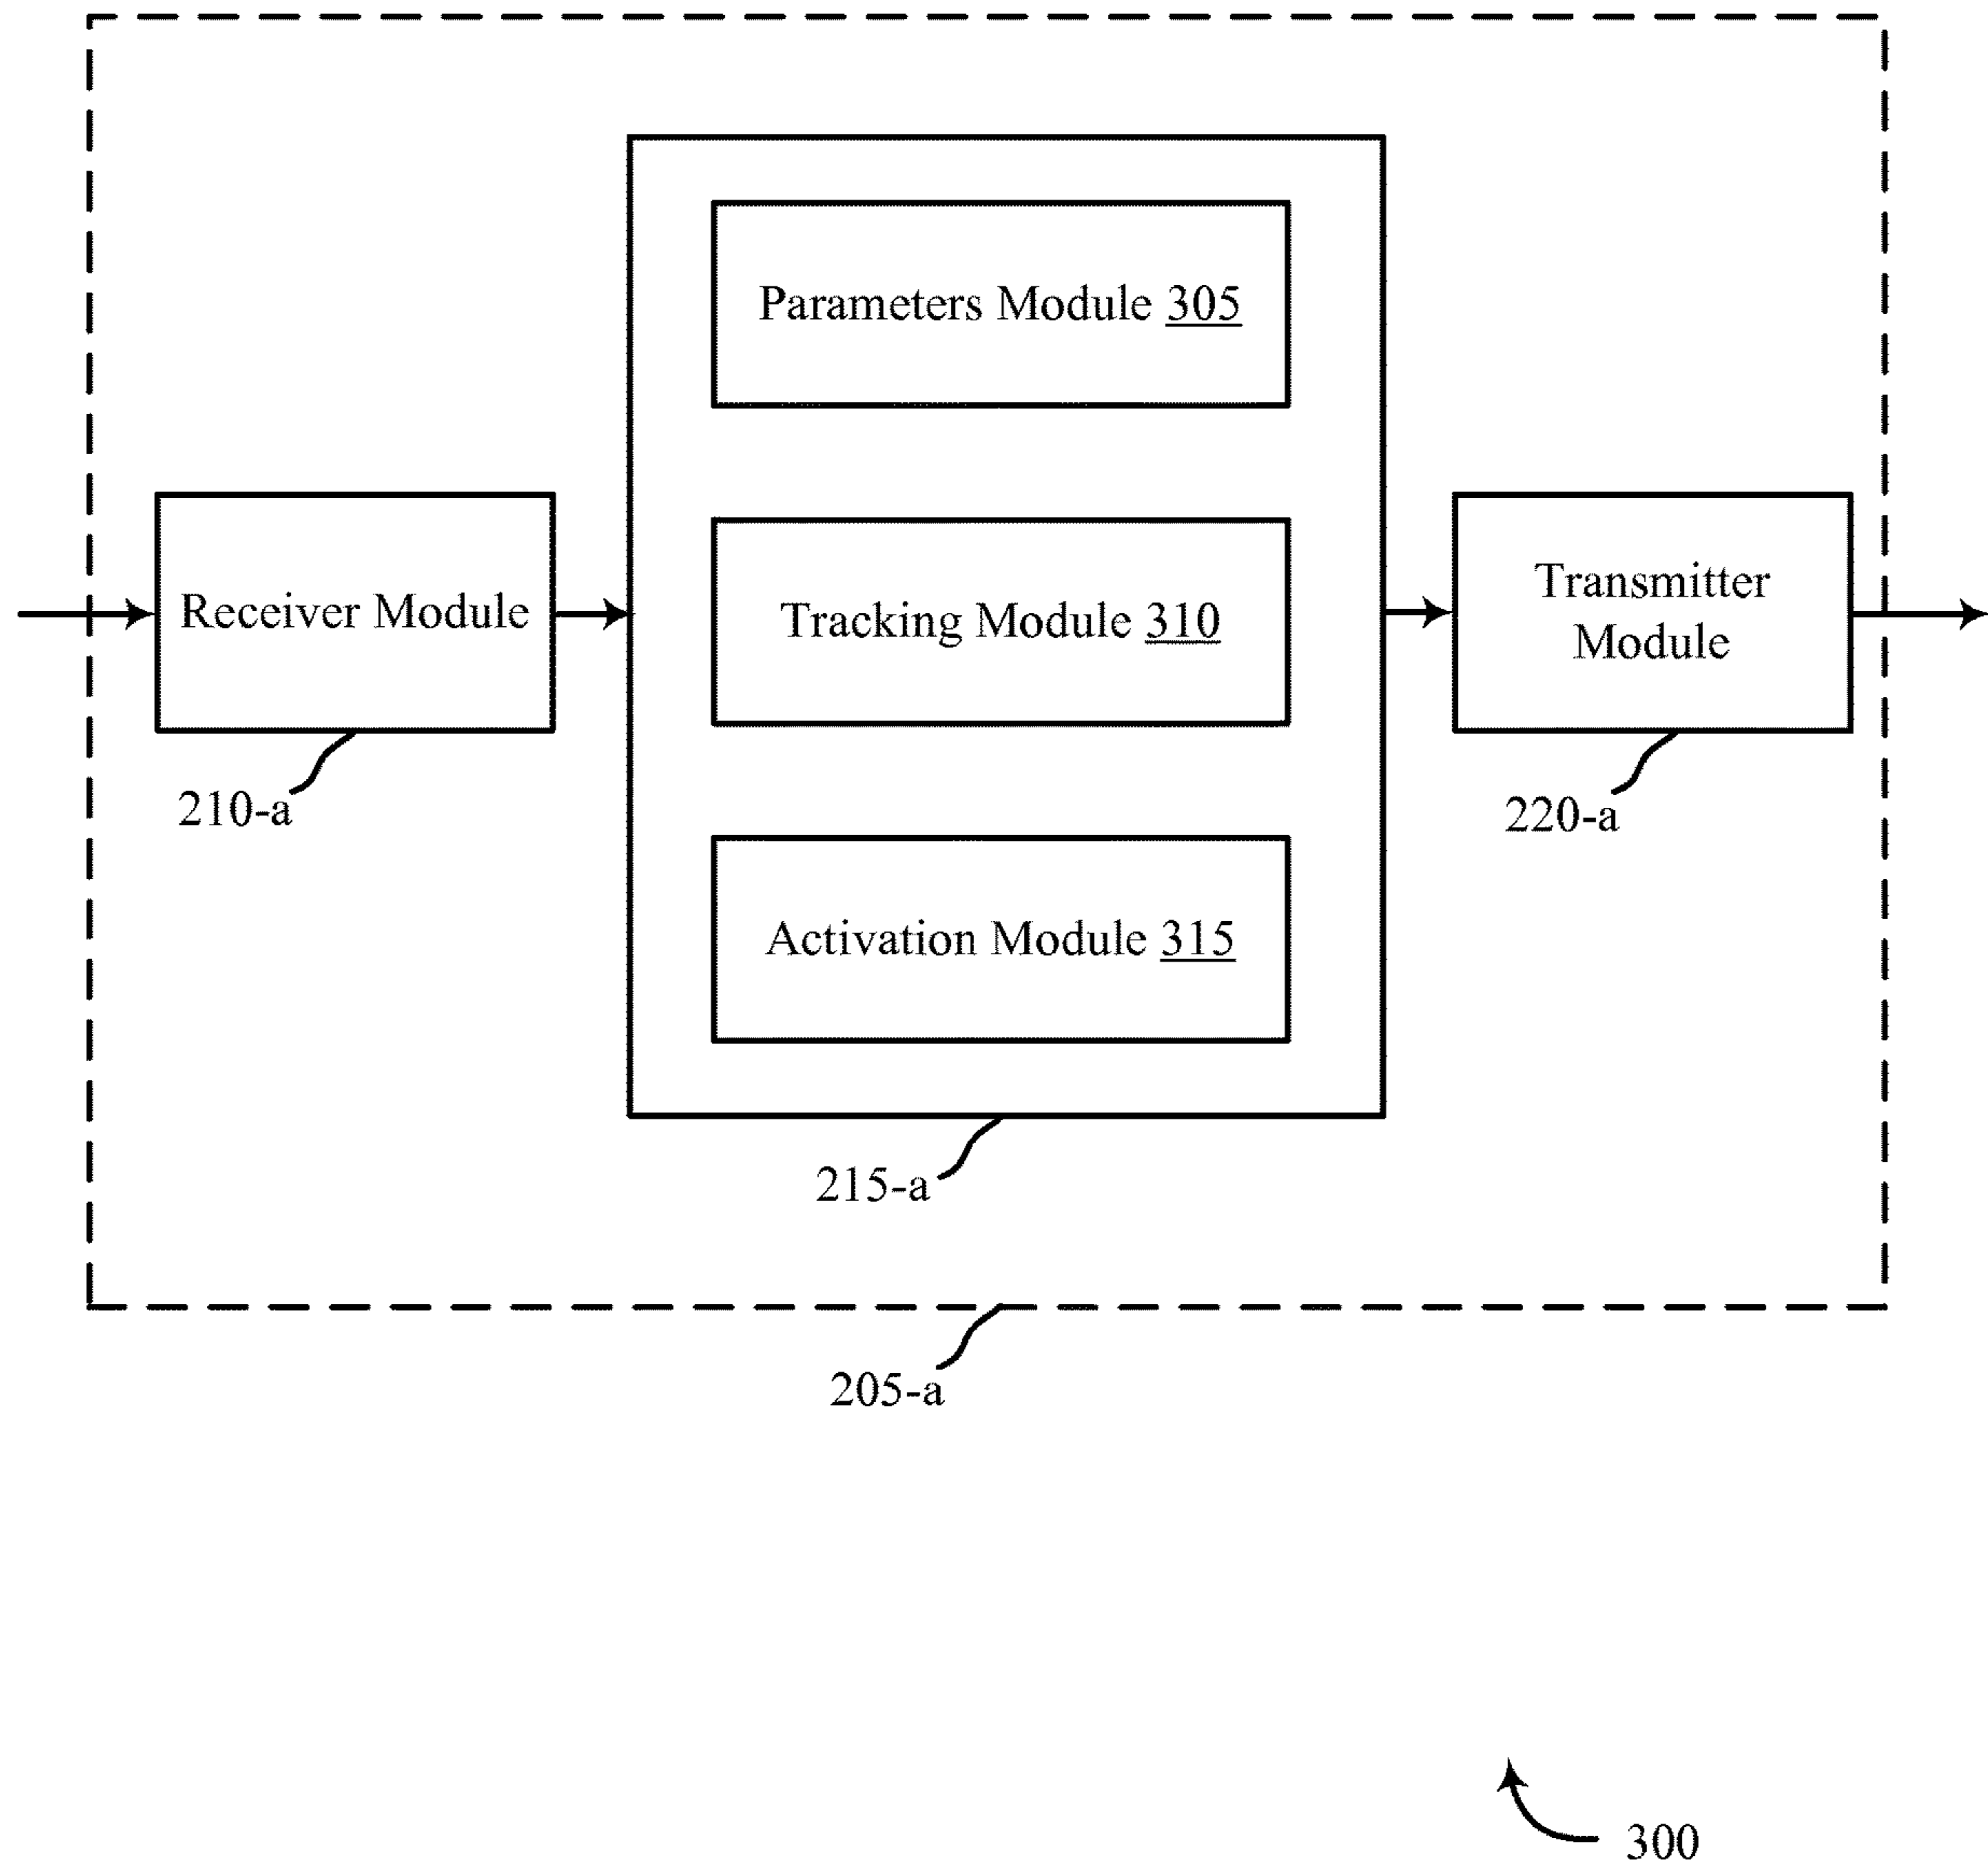 Parameters Module 305
Receiver Module
Tracking Module 310
Transmitter
Module
210-a
220-a
Activation Module 315
215-a
205-a
300